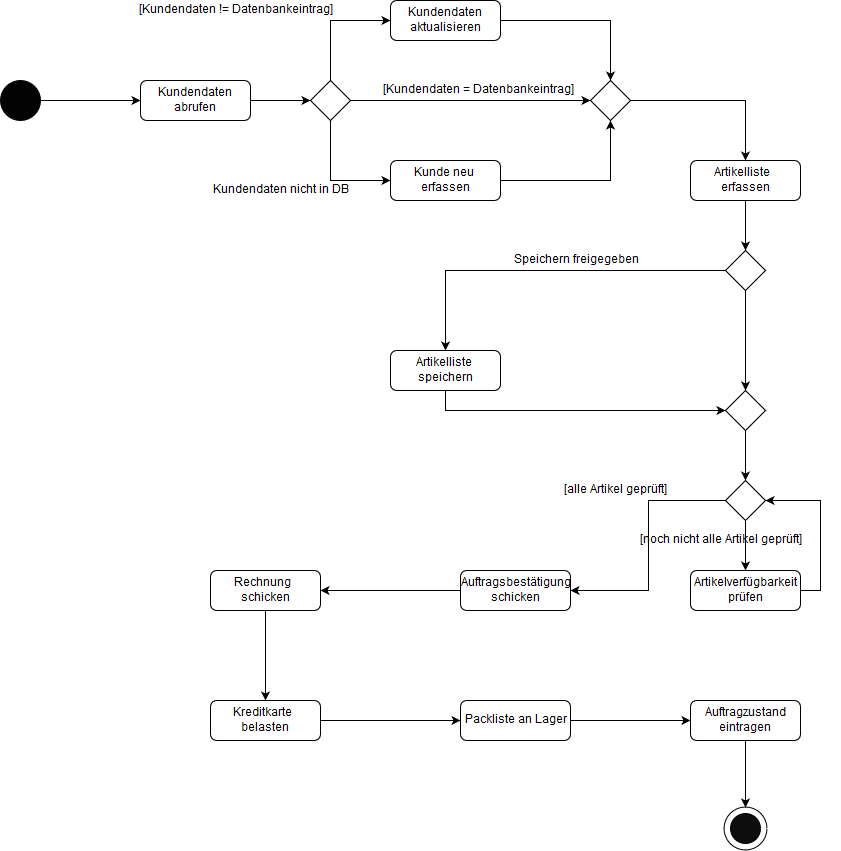 [Kundendaten != Datenbankeintrag]
Kundendaten
aktualisieren
Kundendaten
abrufen
[Kundendaten = Datenbankeintrag]
Kundendaten nicht in DB
Kunde neu
erfassen
Artikelliste
erfassen
Speichern freigegeben
Artikelliste
speichern
[alle Artikel geprüft]
[noch nicht alle Artikel geprüft]
Rechnung
schicken
Auftragsbestätigung
schicken
Artikelverfügbarkeit
prüfen
Kreditkarte
belasten
Packliste an Lager
Auftragzustand
eintragen